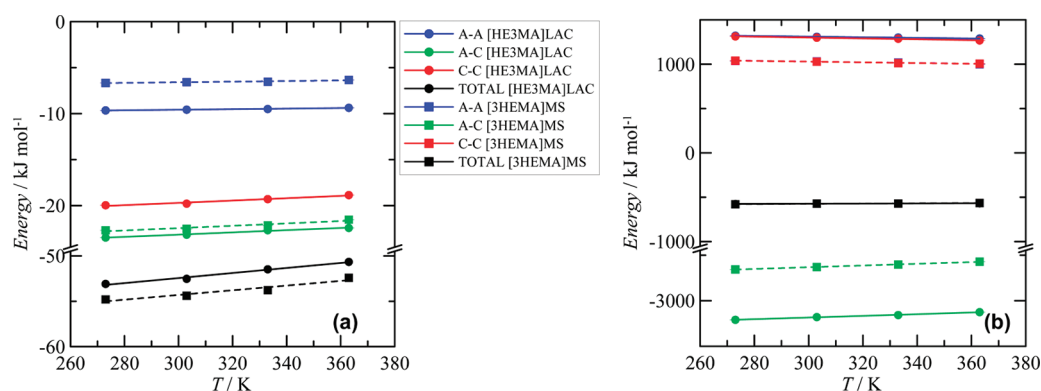 0
-10
-20
-50
-60
260 280 300 320 340 360 380
T / K
Energy / kJ mol-1
(a)
A-A [HE3MA]LAC
A-C [HE3MA]LAC
C-C [HE3MA]LAC
TOTAL [HE3MA]LAC
A-A [3HEMA]MS
A-C [3HEMA]MS
C-C [3HEMA]MS
TOTAL [3HEMA]MS
1000
0
-1000
-3000
260 280 300 320 340 360 380
T / K
Energy / kJ mol-1
(b)